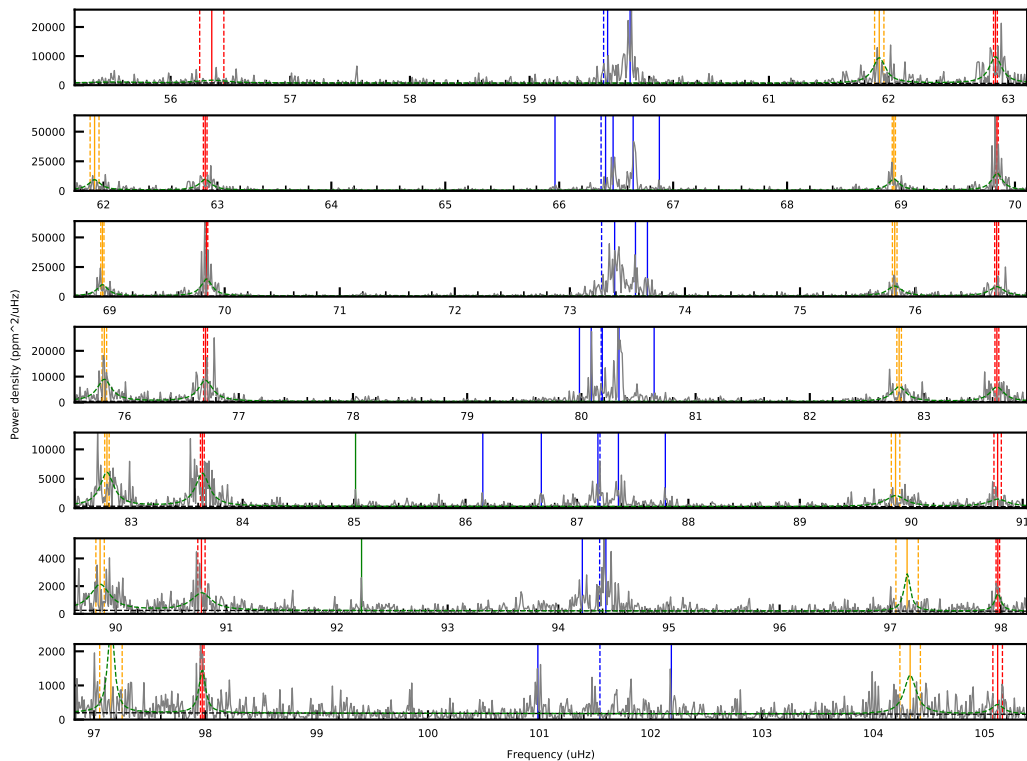 20000
10000
0
56 57 58 59 60 61 62 63
50000
25000
0
62 63 64 65 66 67 68 69 70
50000
25000
0
69 70 71 72 73 74 75 76
20000
10000
0
76 77 78 79 80 81 82 83
Power density (ppm^2/uHz)
10000
5000
0
83 84 85 86 87 88 89 90 91
4000
2000
0
90 91 92 93 94 95 96 97 98
2000
1000
0
97 98 99 100 101 102 103 104 105
Frequency (uHz)